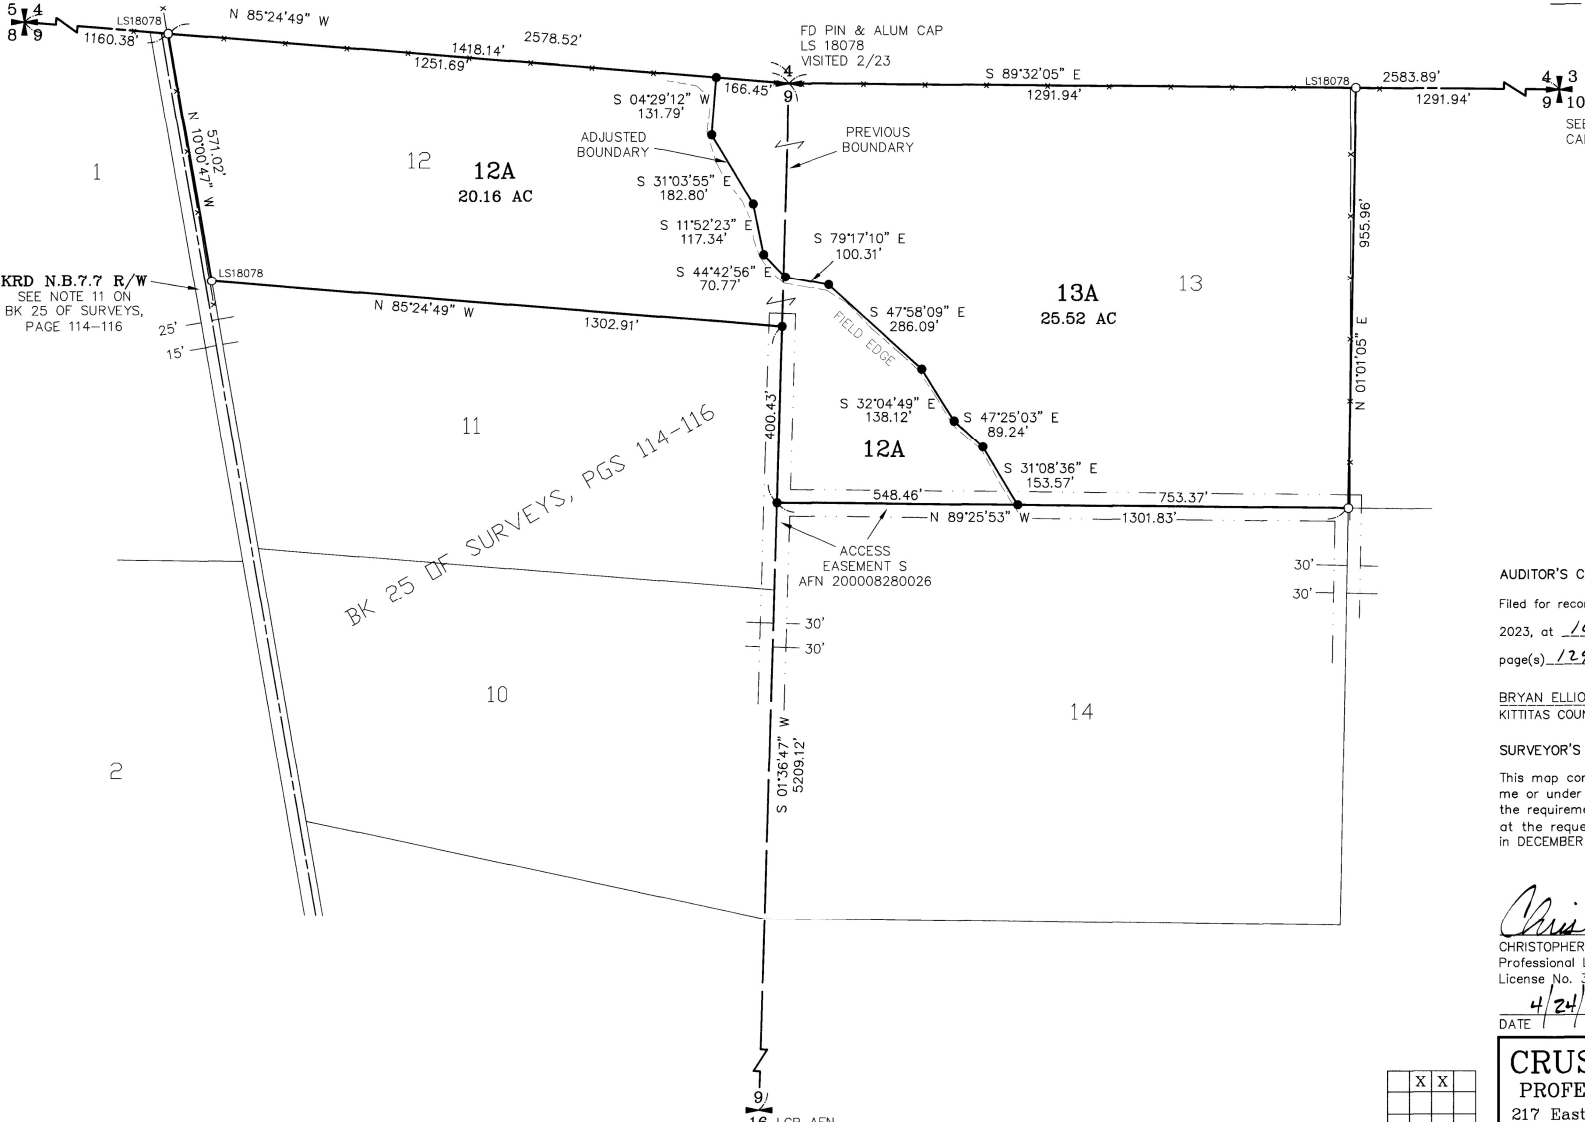 5 4
8 9
1160.38'
LS18078
N 85°24'49" W
1418.14'
2578.52'
1251.69'
166.45'
FD PIN & ALUM CAP
LS 18078
VISITED 2/23
4
9
S 89°32'05" E
1291.94'
LS18078
2583.89'
1291.94'
4 3
9 10
SEE
S 04°29'12" W
131.79'
ADJUSTED
BOUNDARY
PREVIOUS
BOUNDARY
1
12
12A
20.16 AC
571.02'
N 10°00'47" W
S 31°03'55" E
182.80'
S 11°52'23" E
117.34'
S 44°42'56" E
70.77'
S 79°17'10" E
100.31'
S 47°58'09" E
286.09'
FIELD EDGE
13A
25.52 AC
13
955.96'
N 01°01'05" E
KRD N.B.7.7 R/W
SEE NOTE 11 ON
BK 25 OF SURVEYS,
PAGE 114-116
LS18078
25'
15'
N 85°24'49" W
1302.91'
400.43'
S 32°04'49" E
138.12'
S 47°25'03" E
89.24'
12A
S 31°08'36" E
153.57'
548.46'
753.37'
N 89°25'53" W
1301.83'
11
BK 25 OF SURVEYS, PGS 114-116
ACCESS
EASEMENT S
AFN 200008280026
30'
30'
30'
30'
10
14
2
S 01°36'47" W
5209.12'
9
16 LCR AFN
AUDITOR'S C
Filed for recor
2023, at
page(s) 129
BRYAN ELLIO
KITTITAS COUN
SURVEYOR'S
This map cor
me or under
the requireme
at the reque
in DECEMBER
Chris
CHRISTOPHER
Professional L
License No. 3
4/24/
DATE
X X
CRUS
PROFE
217 East